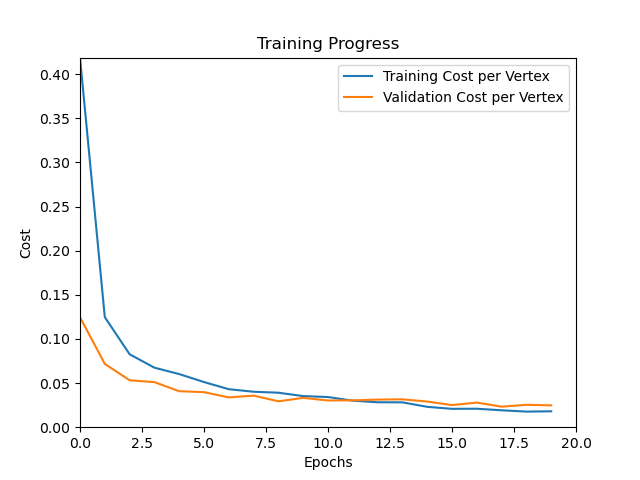 Training Progress
Training Cost per Vertex
Validation Cost per Vertex
Cost
0.40
0.35
0.30
0.25
0.20
0.15
0.10
0.05
0.00
0.0 2.5 5.0 7.5 10.0 12.5 15.0 17.5 20.0
Epochs